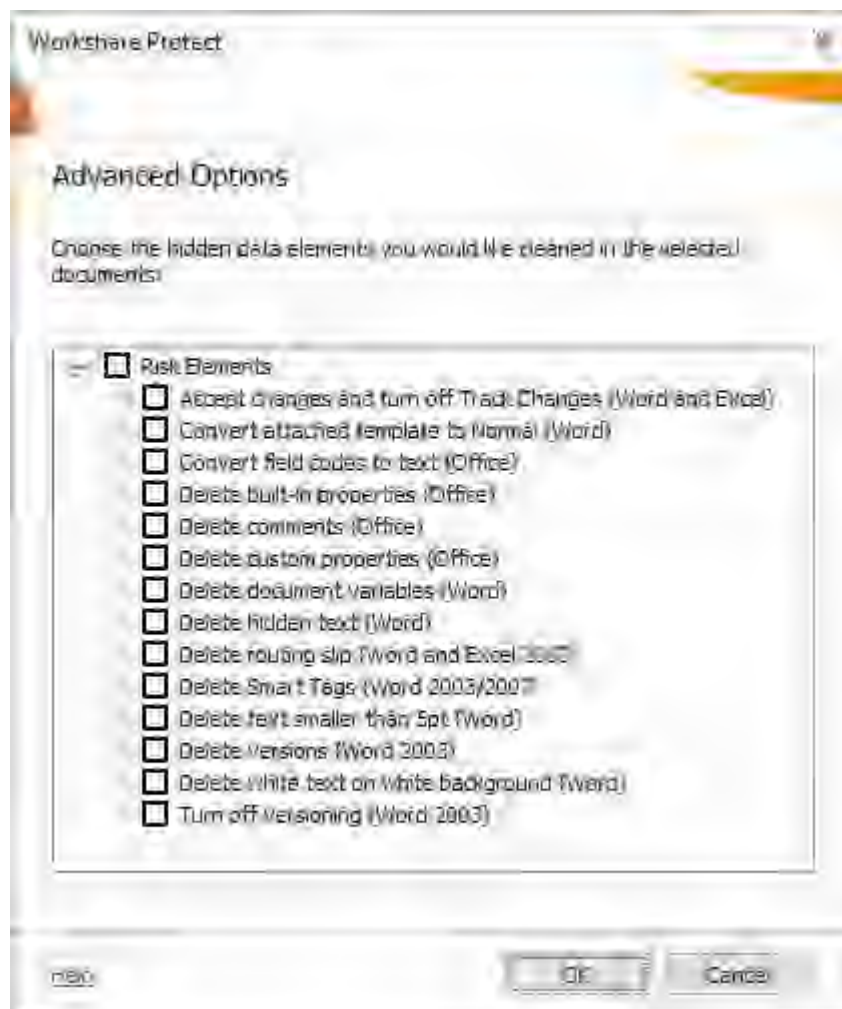 Workshare Protect
Advanced Options
Choose the hidden data elements you would like cleaned in the selected
documents:
Risk Elements
Accept changes and turn off Track Changes (Word and Excel)
Convert attached template to Normal (Word)
Convert field codes to text (Office)
Delete built-in properties (Office)
Delete comments (Office)
Delete custom properties (Office)
Delete document variables (Word)
Delete hidden text (Word)
Delete routing slip (Word and Excel
Delete Smart Tags (Word 2003/2007
Delete text smaller than 5pt (Word)
Delete versions (Word 2003)
Delete white text on white background (Word)
Turn off versioning (Word 2003)
OK
Cancel